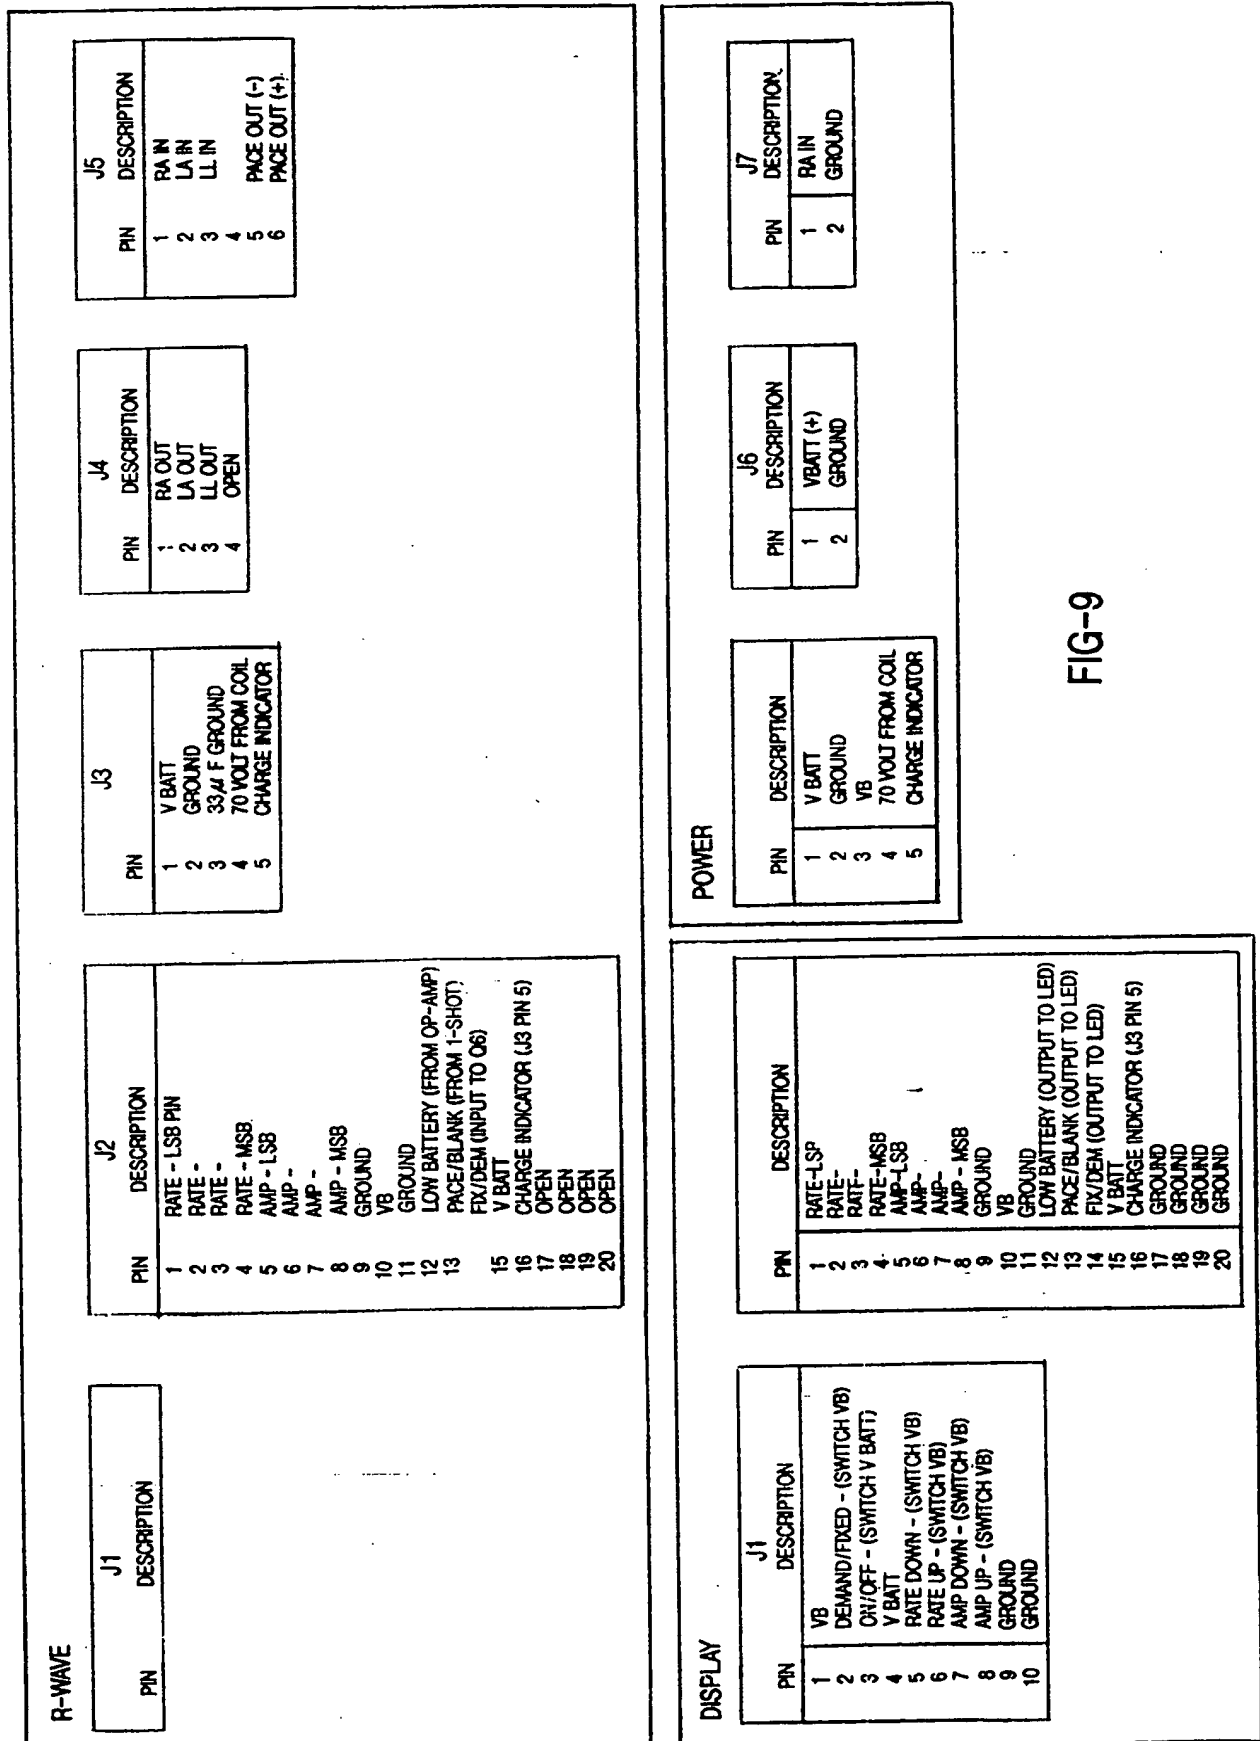 R-WAVE
J1
PIN DESCRIPTION
J2
PIN DESCRIPTION
1 RATE - LSB PIN
2 RATE -
3 RATE -
4 RATE - MSB
5 AMP - LSB
6 AMP -
7 AMP -
8 AMP - MSB
9 GROUND
10 VB
11 GROUND
12 LOW BATTERY (FROM OP-AMP)
13 PACE/BLANK (FROM 1-SHOT)
FIX/DEM (INPUT TO Q6)
15 V BATT
16 CHARGE INDICATOR (J3 PIN 5)
17 OPEN
18 OPEN
19 OPEN
20 OPEN
J3
PIN
1 V BATT
2 GROUND
3 33μ F GROUND
4 70 VOLT FROM COIL
5 CHARGE INDICATOR
J4
PIN DESCRIPTION
1 RA OUT
2 LA OUT
3 LL OUT
4 OPEN
J5
PIN DESCRIPTION
1 RA IN
2 LA IN
3 LL IN
4
5 PACE OUT (-)
6 PACE OUT (+)
DISPLAY
J1
PIN DESCRIPTION
1 VB
2 DEMAND/FIXED - (SWITCH VB)
3 ON/OFF - (SWITCH V BATT)
4 V BATT
5 RATE DOWN - (SWITCH VB)
6 RATE UP - (SWITCH VB)
7 AMP DOWN - (SWITCH VB)
8 AMP UP - (SWITCH VB)
9 GROUND
10 GROUND
PIN DESCRIPTION
1 RATE-LSP
2 RATE-
3 RATE-
4 RATE-MSB
5 AMP-LSB
6 AMP-
7 AMP-
8 AMP - MSB
9 GROUND
10 VB
11 GROUND
12 LOW BATTERY (OUTPUT TO LED)
13 PACE/BLANK (OUTPUT TO LED)
14 FIX/DEM (OUTPUT TO LED)
15 V BATT
16 CHARGE INDICATOR (J3 PIN 5)
17 GROUND
18 GROUND
19 GROUND
20 GROUND
POWER
PIN DESCRIPTION
1 V BATT
2 GROUND
3 VB
4 70 VOLT FROM COIL
5 CHARGE INDICATOR
J6
PIN DESCRIPTION
1 VBATT (+)
2 GROUND
J7
PIN DESCRIPTION
1 RA IN
2 GROUND
FIG-9